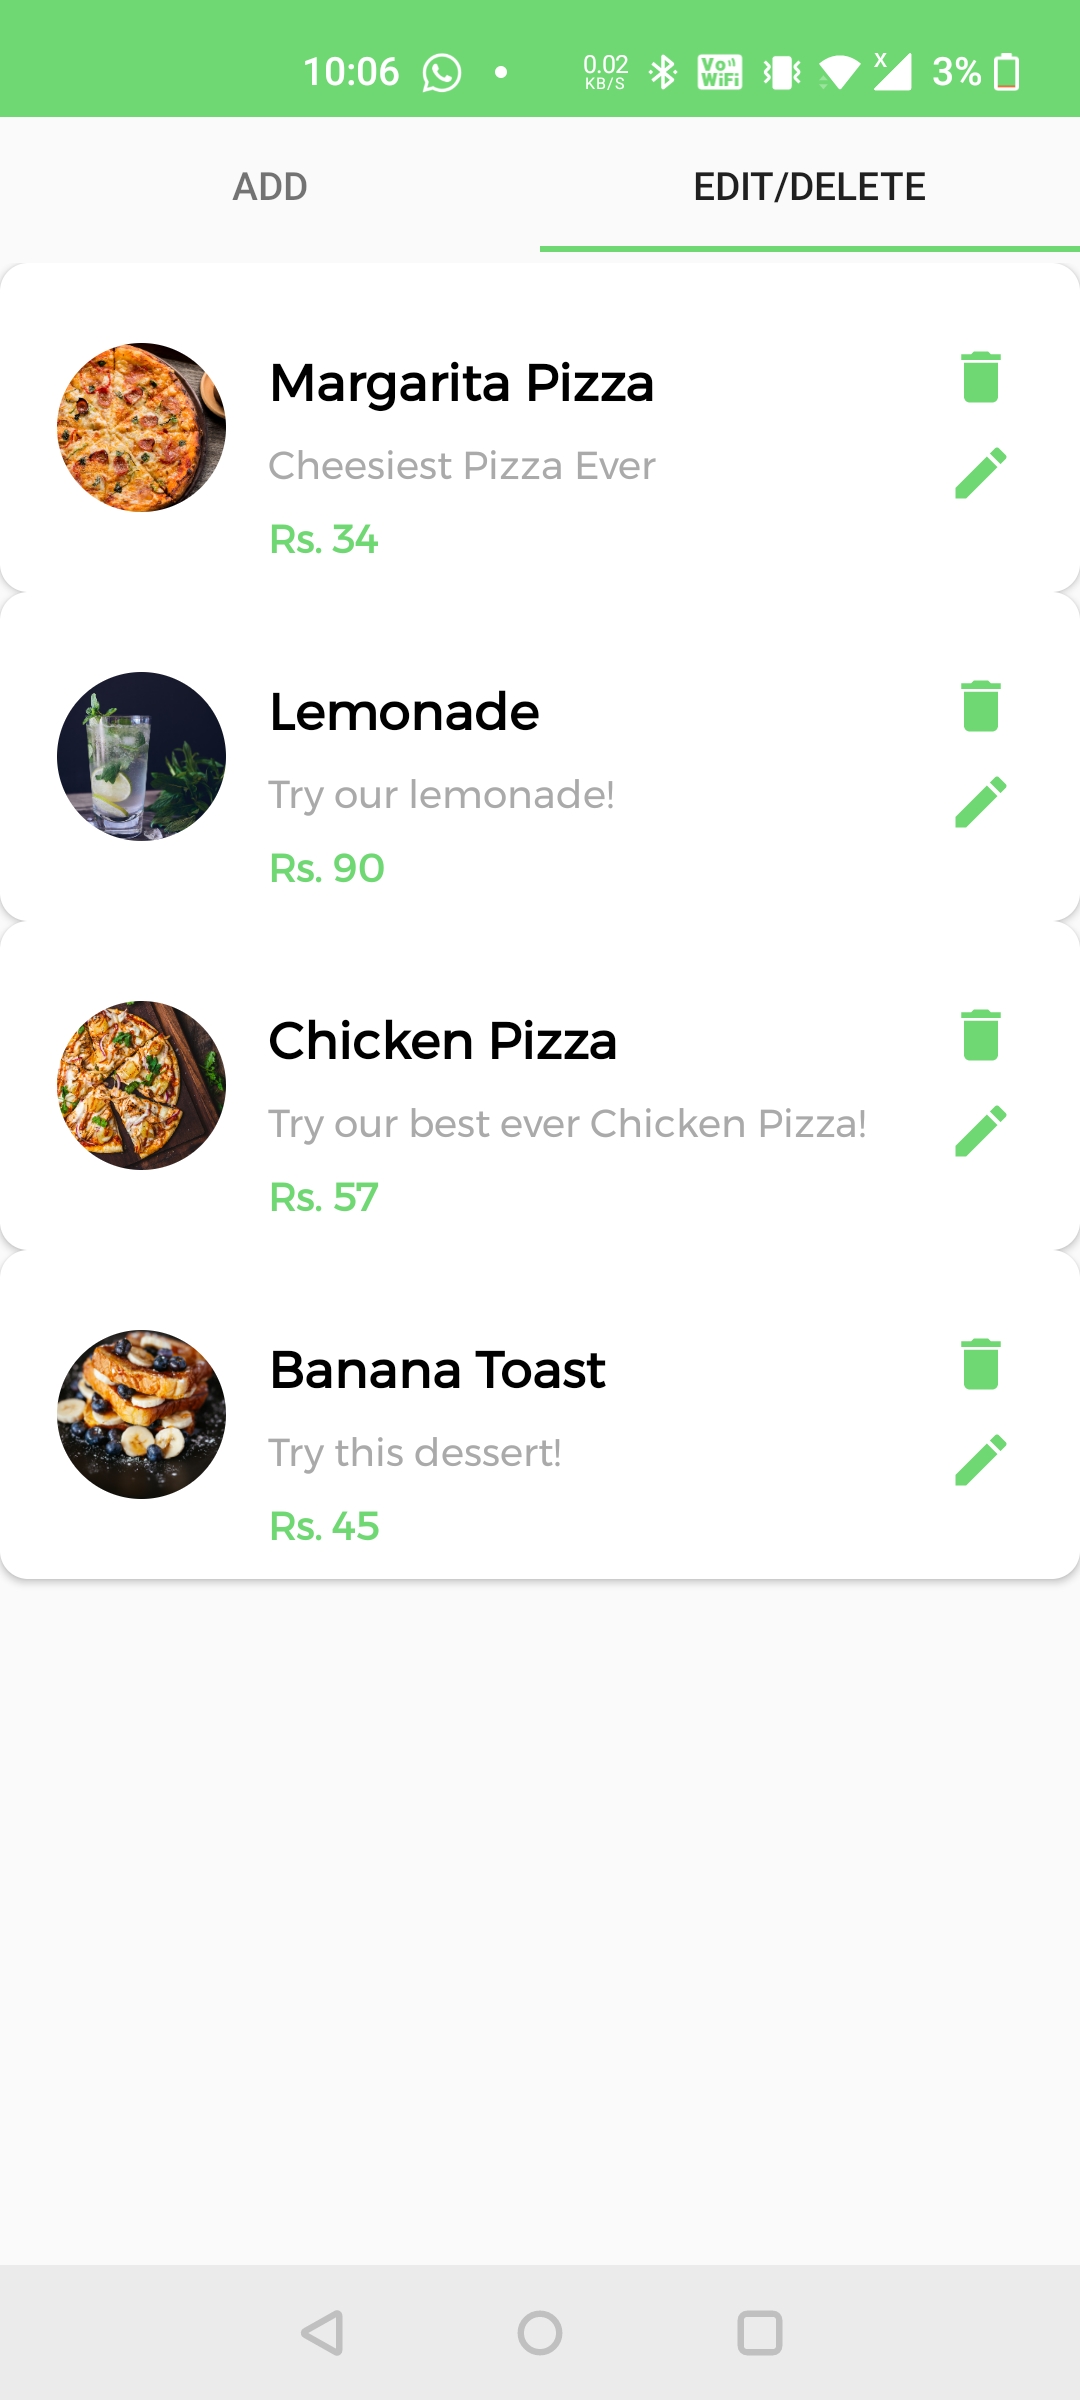 10:06 0.02 KB/S Vo WiFi X 3%
ADD EDIT/DELETE
Margarita Pizza
Cheesiest Pizza Ever
Rs. 34
Lemonade
Try our lemonade!
Rs. 90
Chicken Pizza
Try our best ever Chicken Pizza!
Rs. 57
Banana Toast
Try this dessert!
Rs. 45